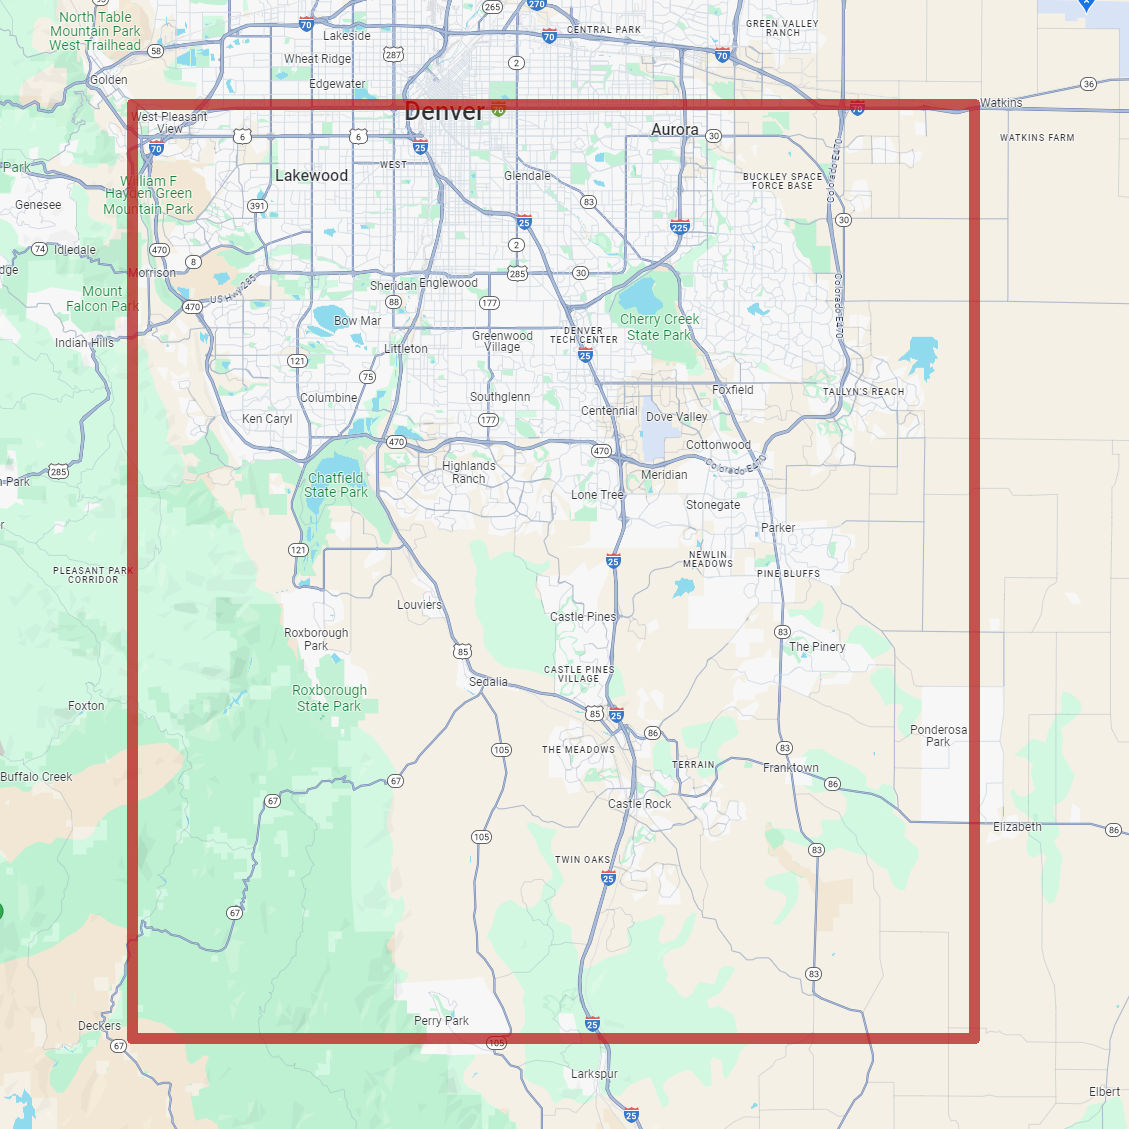 265
270
North Table
Mountain Park
West Trailhead
70
GREEN VALLEY
RANCH
CENTRAL PARK
Lakeside
70
58
287
70
Wheat Ridge
2
Golden
Edgewater
36
Watkins
Denver
70
70
West Pleasant
View
Aurora
30
WATKINS FARM
6
6
70
25
WEST
Park
Lakewood
Glendale
BUCKLEY SPACE
FORCE BASE
Colorado E470
William F
Hayden Green
Mountain Park
Genesee
391
83
25
225
30
74
Idledale
470
8
2
dge
Morrison
285
30
Sheridan
Englewood
US Hwy 285
Mount
Falcon Park
470
88
177
Colorado E470
Bow Mar
Cherry Creek
State Park
Indian Hills
Greenwood
Village
DENVER
TECH CENTER
Littleton
25
121
75
Foxfield
TALLYN'S REACH
Columbine
Southglenn
Centennial
Dove Valley
Ken Caryl
177
470
Cottonwood
470
Highlands
Ranch
Colorado E470
285
Park
Chatfield
State Park
Meridian
Lone Tree
Stonegate
Parker
121
25
NEWLIN
MEADOWS
PLEASANT PARK
CORRIDOR
PINE BLUFFS
Louviers
Castle Pines
Roxborough
Park
83
The Pinery
85
CASTLE PINES
VILLAGE
Sedalia
Roxborough
State Park
Foxton
85
25
86
Ponderosa
Park
105
THE MEADOWS
83
TERRAIN
Franktown
Buffalo Creek
67
86
67
Castle Rock
Elizabeth
86
105
83
TWIN OAKS
25
67
83
Perry Park
25
Deckers
67
105
Larkspur
Elbert
25